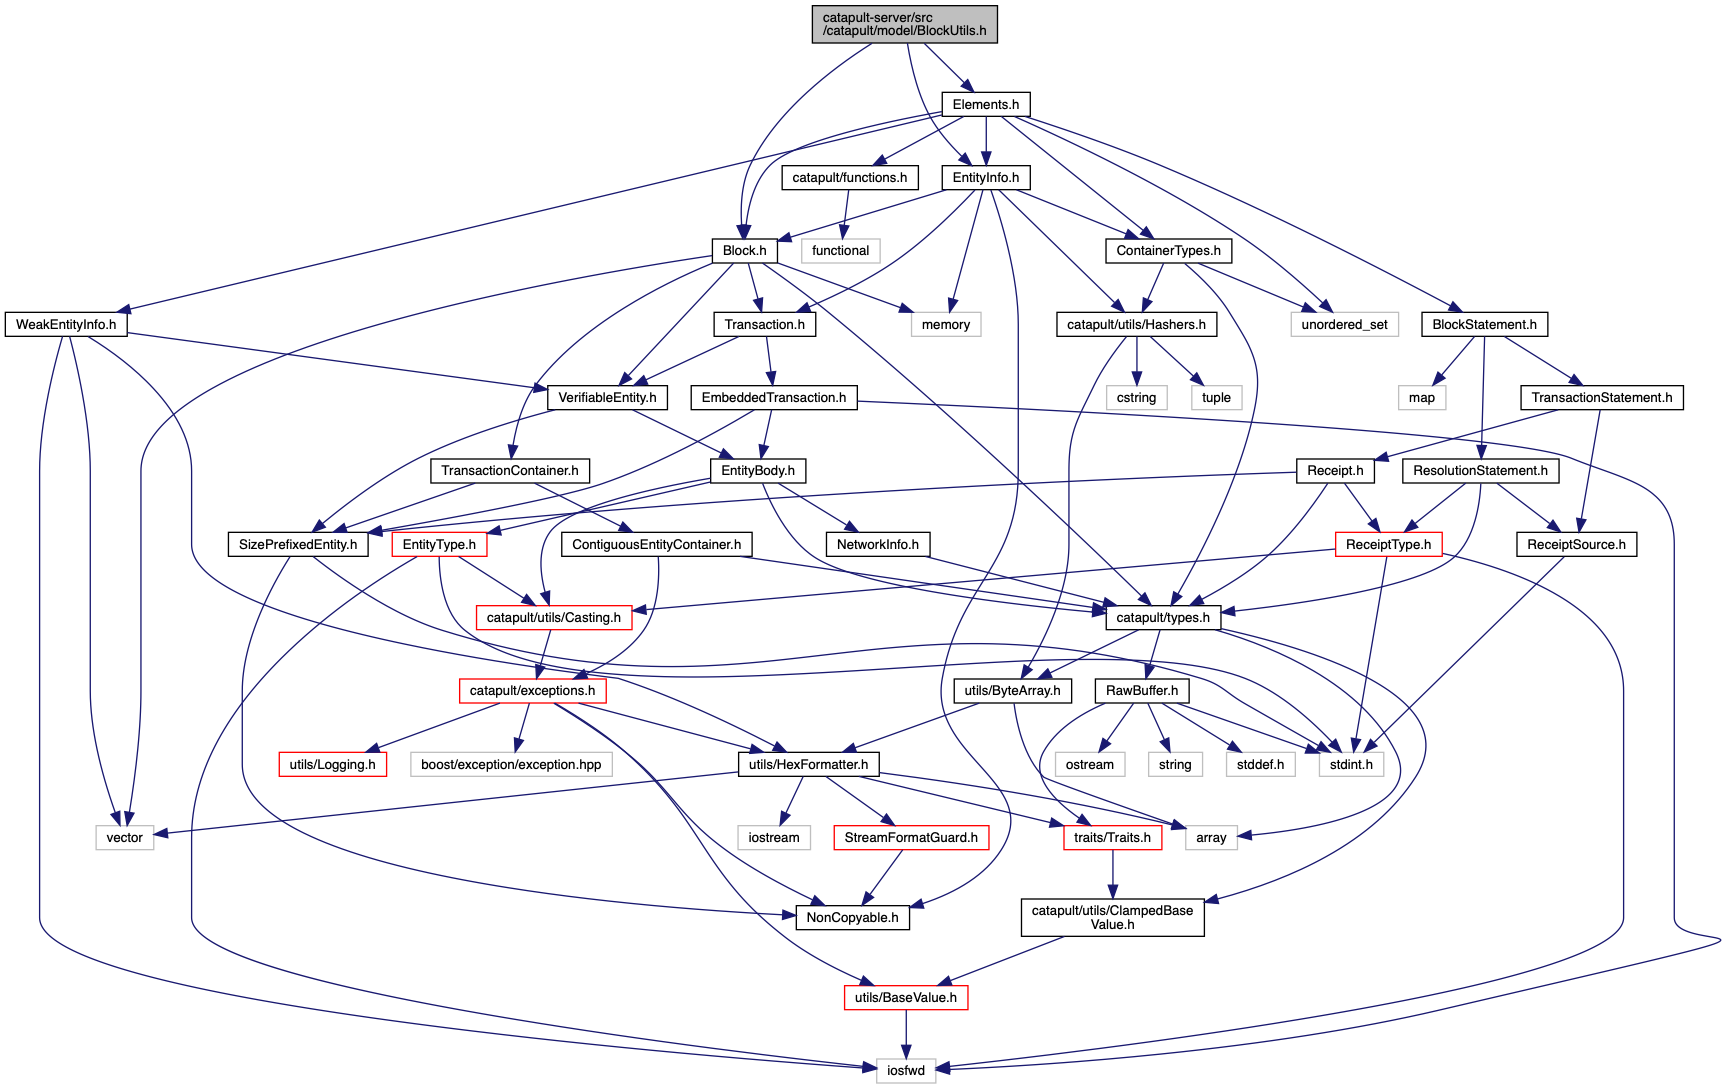 catapult-server/src
/catapult/model/BlockUtils.h
Elements.h
catapult/functions.h
EntityInfo.h
Block.h
functional
ContainerTypes.h
WeakEntityInfo.h
Transaction.h
memory
catapult/utils/Hashers.h
unordered_set
BlockStatement.h
VerifiableEntity.h
EmbeddedTransaction.h
cstring
tuple
map
TransactionStatement.h
TransactionContainer.h
EntityBody.h
Receipt.h
ResolutionStatement.h
SizePrefixedEntity.h
EntityType.h
ContiguousEntityContainer.h
NetworkInfo.h
ReceiptType.h
ReceiptSource.h
catapult/utils/Casting.h
catapult/types.h
catapult/exceptions.h
utils/ByteArray.h
RawBuffer.h
utils/Logging.h
boost/exception/exception.hpp
utils/HexFormatter.h
ostream
string
stddef.h
stdint.h
vector
iostream
StreamFormatGuard.h
traits/Traits.h
array
NonCopyable.h
catapult/utils/ClampedBase
Value.h
utils/BaseValue.h
iosfwd